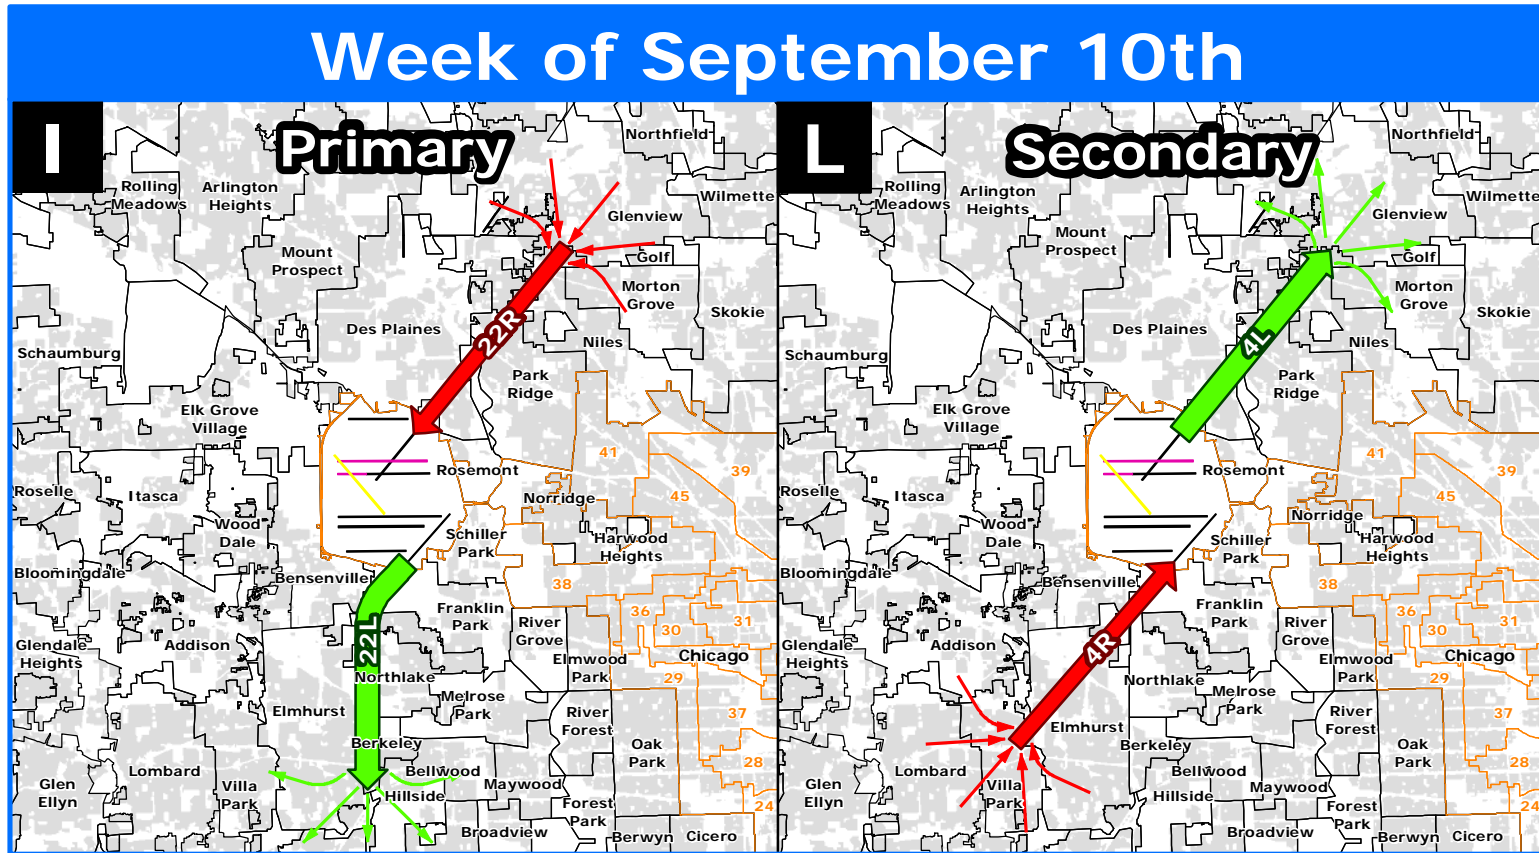 Week of September 10th
I
Primary
Northfield
Rolling
Meadows
Arlington
Heights
Wilmette
Glenview
Mount
Prospect
Golf
Morton
Grove
Skokie
Des Plaines
22R
Niles
Schaumburg
Park
Ridge
Elk Grove
Village
41
39
Rosemont
Roselle
Itasca
Norridge
45
Wood
Dale
Schiller
Park
Harwood
Heights
Bloomingdale
Bensenville
38
Franklin
Park
36
31
River
Grove
30
Glendale
Heights
Addison
22L
Chicago
Elmwood
Park
29
Northlake
Melrose
Park
Elmhurst
River
Forest
37
Berkeley
Oak
Park
28
Lombard
Bellwood
Glen
Ellyn
Villa
Park
Maywood
Hillside
Forest
Park
24
Broadview
Berwyn
Cicero
L
Secondary
Northfield
Rolling
Meadows
Arlington
Heights
Wilmette
Glenview
Mount
Prospect
Golf
Morton
Grove
Skokie
Des Plaines
4L
Niles
Schaumburg
Park
Ridge
Elk Grove
Village
41
39
Rosemont
Roselle
Itasca
45
Norridge
Wood
Dale
Schiller
Park
Harwood
Heights
Bloomingdale
Bensenville
38
Franklin
Park
36
31
River
Grove
30
Glendale
Heights
Addison
4R
Chicago
Elmwood
Park
29
Northlake
Melrose
Park
Elmhurst
River
Forest
37
Berkeley
Oak
Park
28
Lombard
Bellwood
Glen
Ellyn
Villa
Park
Maywood
Hillside
Forest
Park
24
Broadview
Berwyn
Cicero